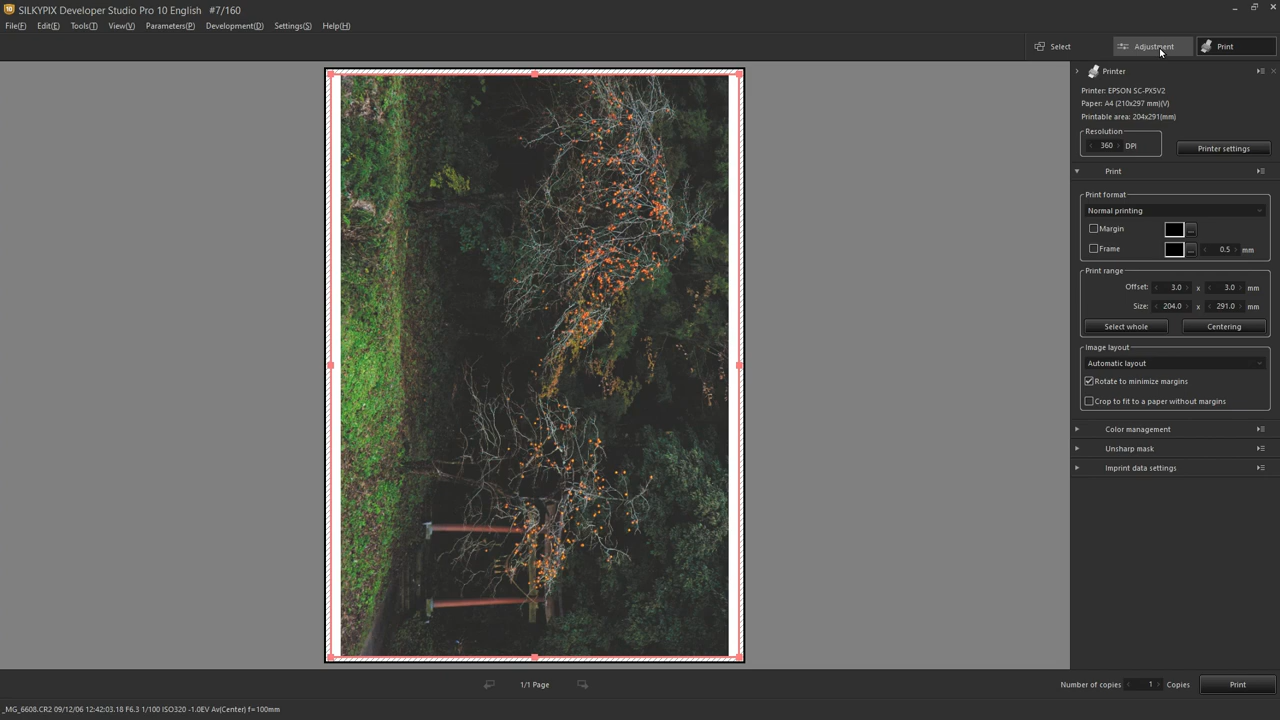 SILKYPIX Developer Studio Pro 10 English   #7/160
File(F) Edit(E) Tools(T) View(V) Parameters(P) Development(D) Settings(S) Help(H)
Select Adjustment Print
Printer
Printer: EPSON SC-PX5V2
Paper: A4 (210x297 mm)(V)
Printable area: 204x291(mm)
Resolution
360 DPI
Printer settings
Print
Print format
Normal printing
Margin
Frame 0.5 mm
Print range
Offset: 3.0 x 3.0 mm
Size: 204.0 x 291.0 mm
Select whole Centering
Image layout
Automatic layout
Rotate to minimize margins
Crop to fit to a paper without margins
Color management
Unsharp mask
Imprint data settings
1/1 Page Number of copies 1 Copies Print
_MG_6608.CR2 09/12/06 12:42:03.18 F6.3 1/100 ISO320 -1.0EV Av(Center) f=100mm